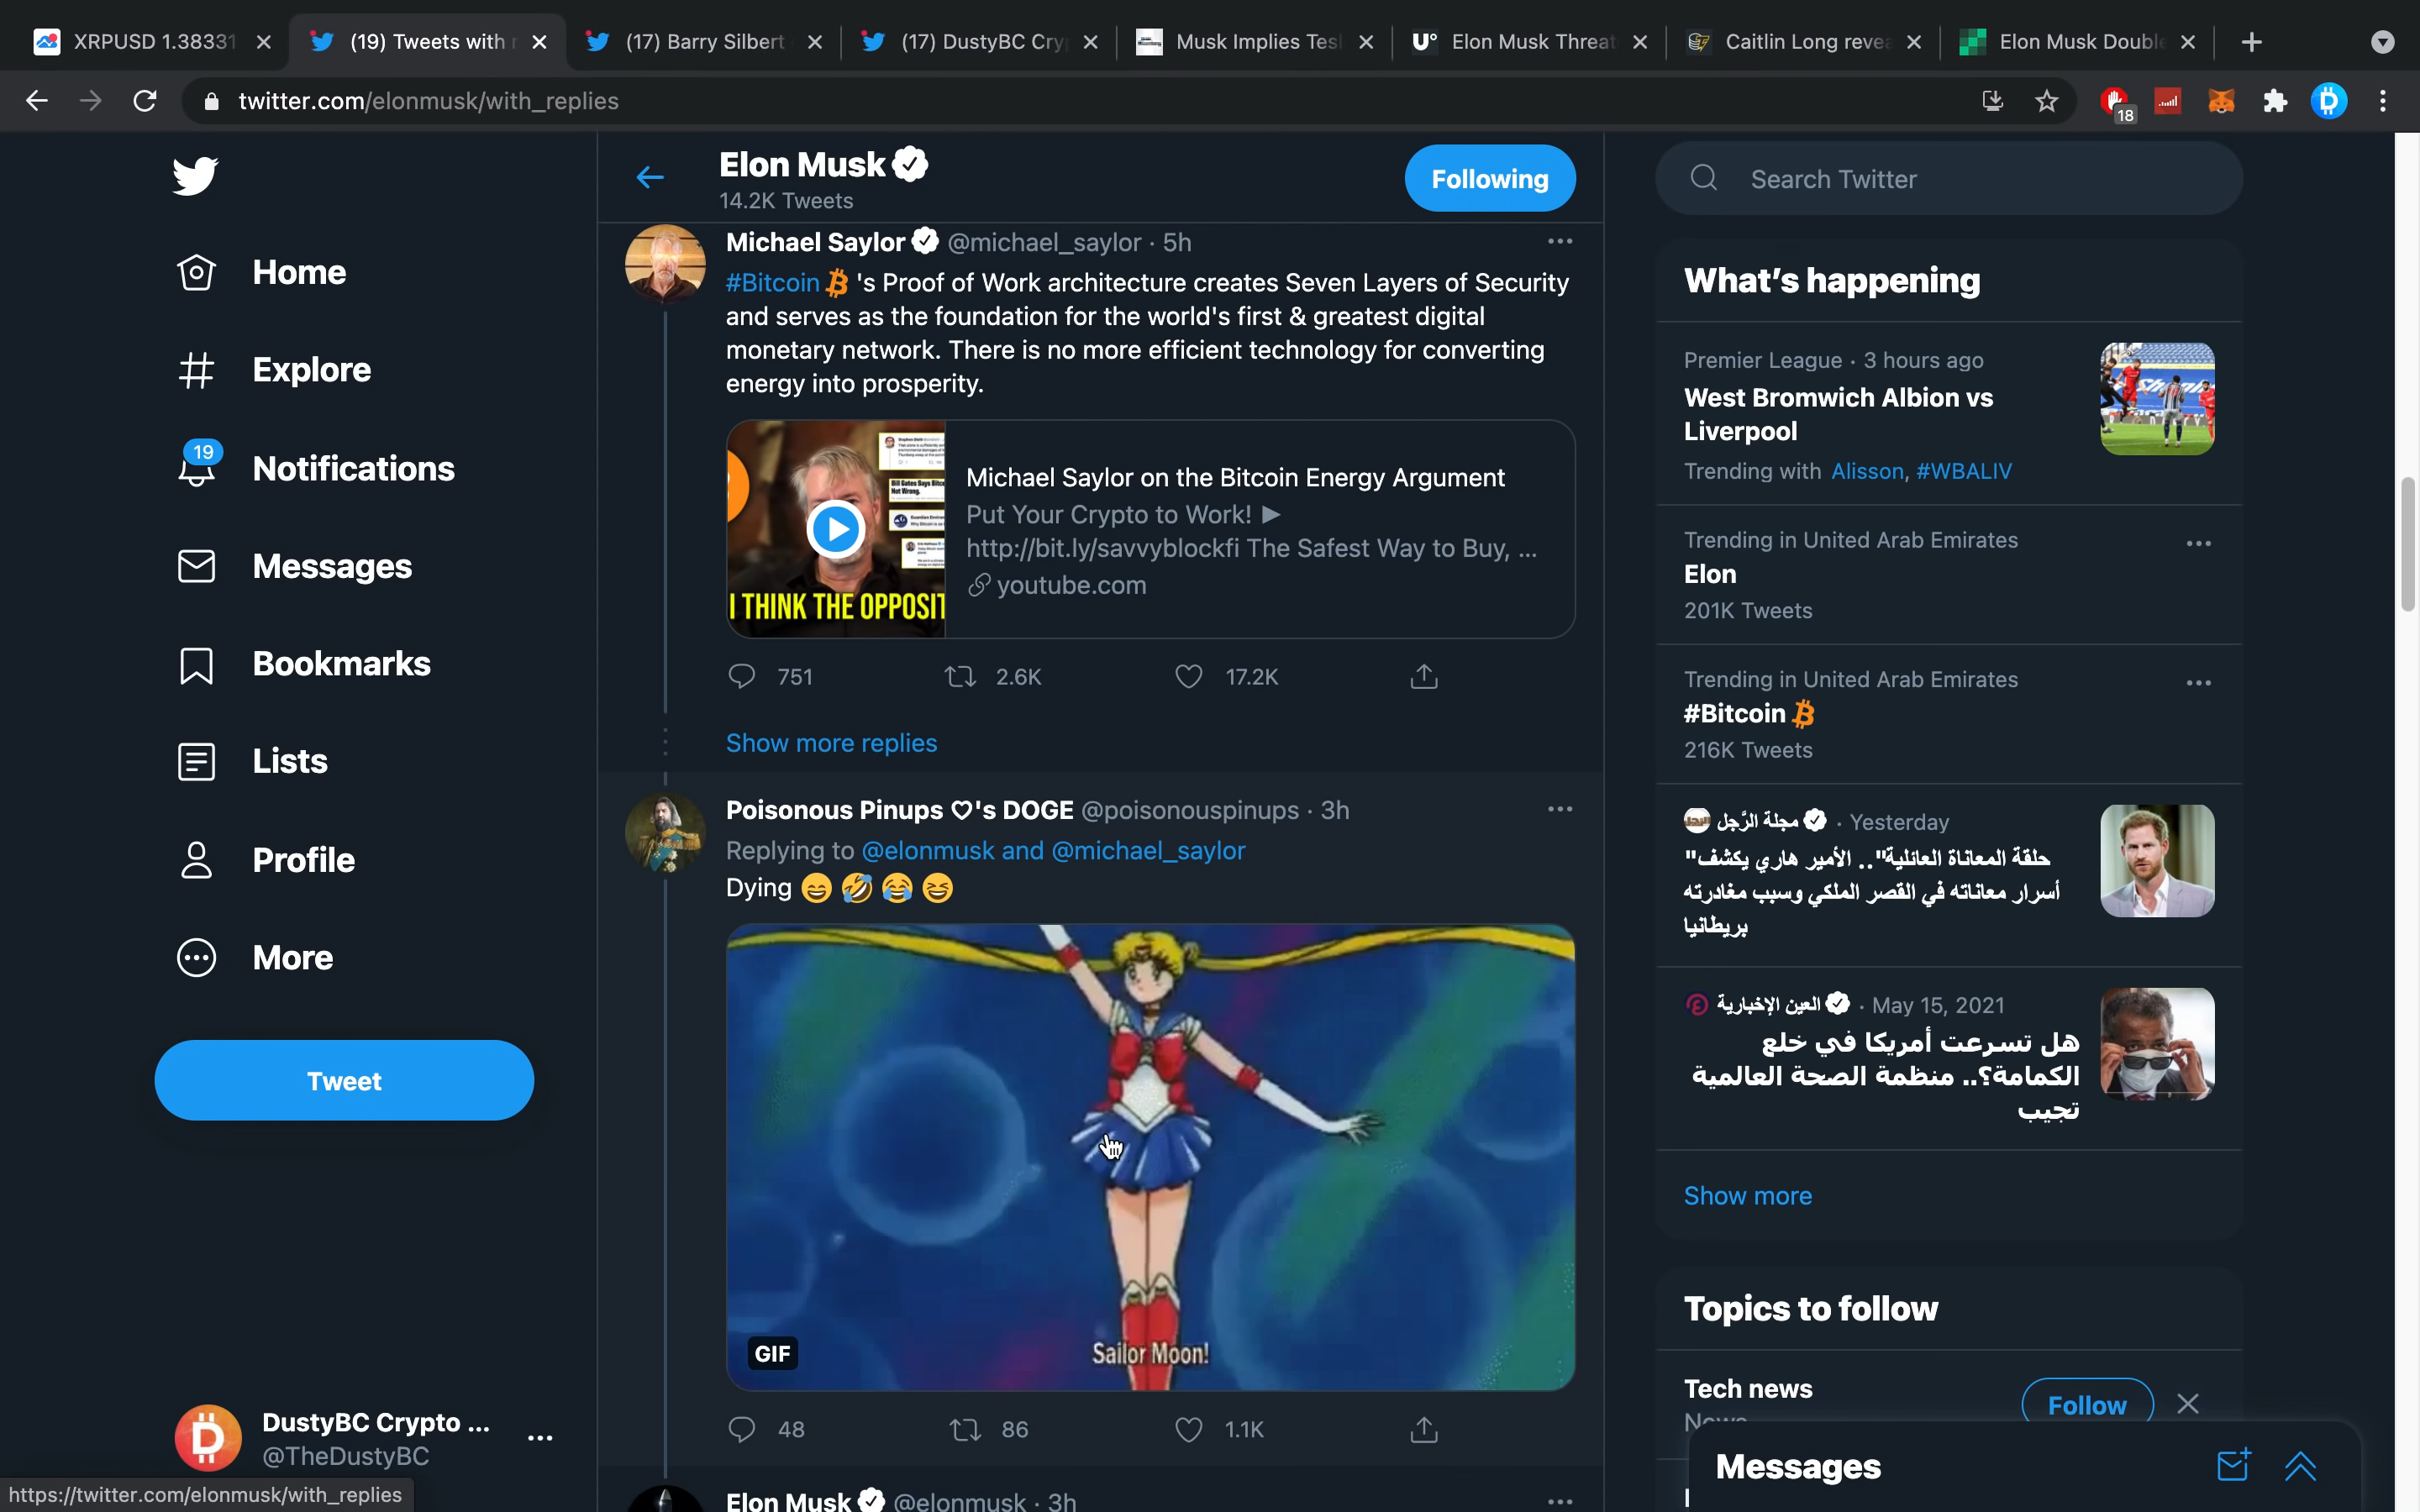 XRPUSD 1.38331
(19) Tweets with r
(17) Barry Silbert
(17) DustyBC Cry
Musk Implies Tesl
Elon Musk Threat
Caitlin Long revea
Elon Musk Double
twitter.com/elonmusk/with_replies
18
Home
Explore
19
Notifications
Messages
Bookmarks
Lists
Profile
More
Tweet
DustyBC Crypto ...
@TheDustyBC
https://twitter.com/elonmusk/with_replies
Elon Musk
14.2K Tweets
Following
Michael Saylor @michael_saylor · 5h
#Bitcoin 's Proof of Work architecture creates Seven Layers of Security
and serves as the foundation for the world's first & greatest digital
monetary network. There is no more efficient technology for converting
energy into prosperity.
I THINK THE OPPOSIT
Michael Saylor on the Bitcoin Energy Argument
Put Your Crypto to Work! ▶
http://bit.ly/savvyblockfi The Safest Way to Buy, ...
youtube.com
751 2.6K 17.2K
Show more replies
Poisonous Pinups ♡'s DOGE @poisonouspinups · 3h
Replying to @elonmusk and @michael_saylor
Dying 😄 🤣 😂 😆
Sailor Moon!
GIF
48 86 1.1K
Elon Musk @elonmusk · 3h
Search Twitter
What's happening
Premier League · 3 hours ago
West Bromwich Albion vs
Liverpool
Trending with Alisson, #WBALIV
Trending in United Arab Emirates
Elon
201K Tweets
Trending in United Arab Emirates
#Bitcoin
216K Tweets
مجلة الرَّجل · Yesterday
"حلقة المعاناة العائلية".. الأمير هاري يكشف
أسرار معاناته في القصر الملكي وسبب مغادرته
بريطانيا
العين الإخبارية · May 15, 2021
هل تسرعت أمريكا في خلع
الكمامة؟.. منظمة الصحة العالمية
تجيب
Show more
Topics to follow
Tech news
Follow
Messages